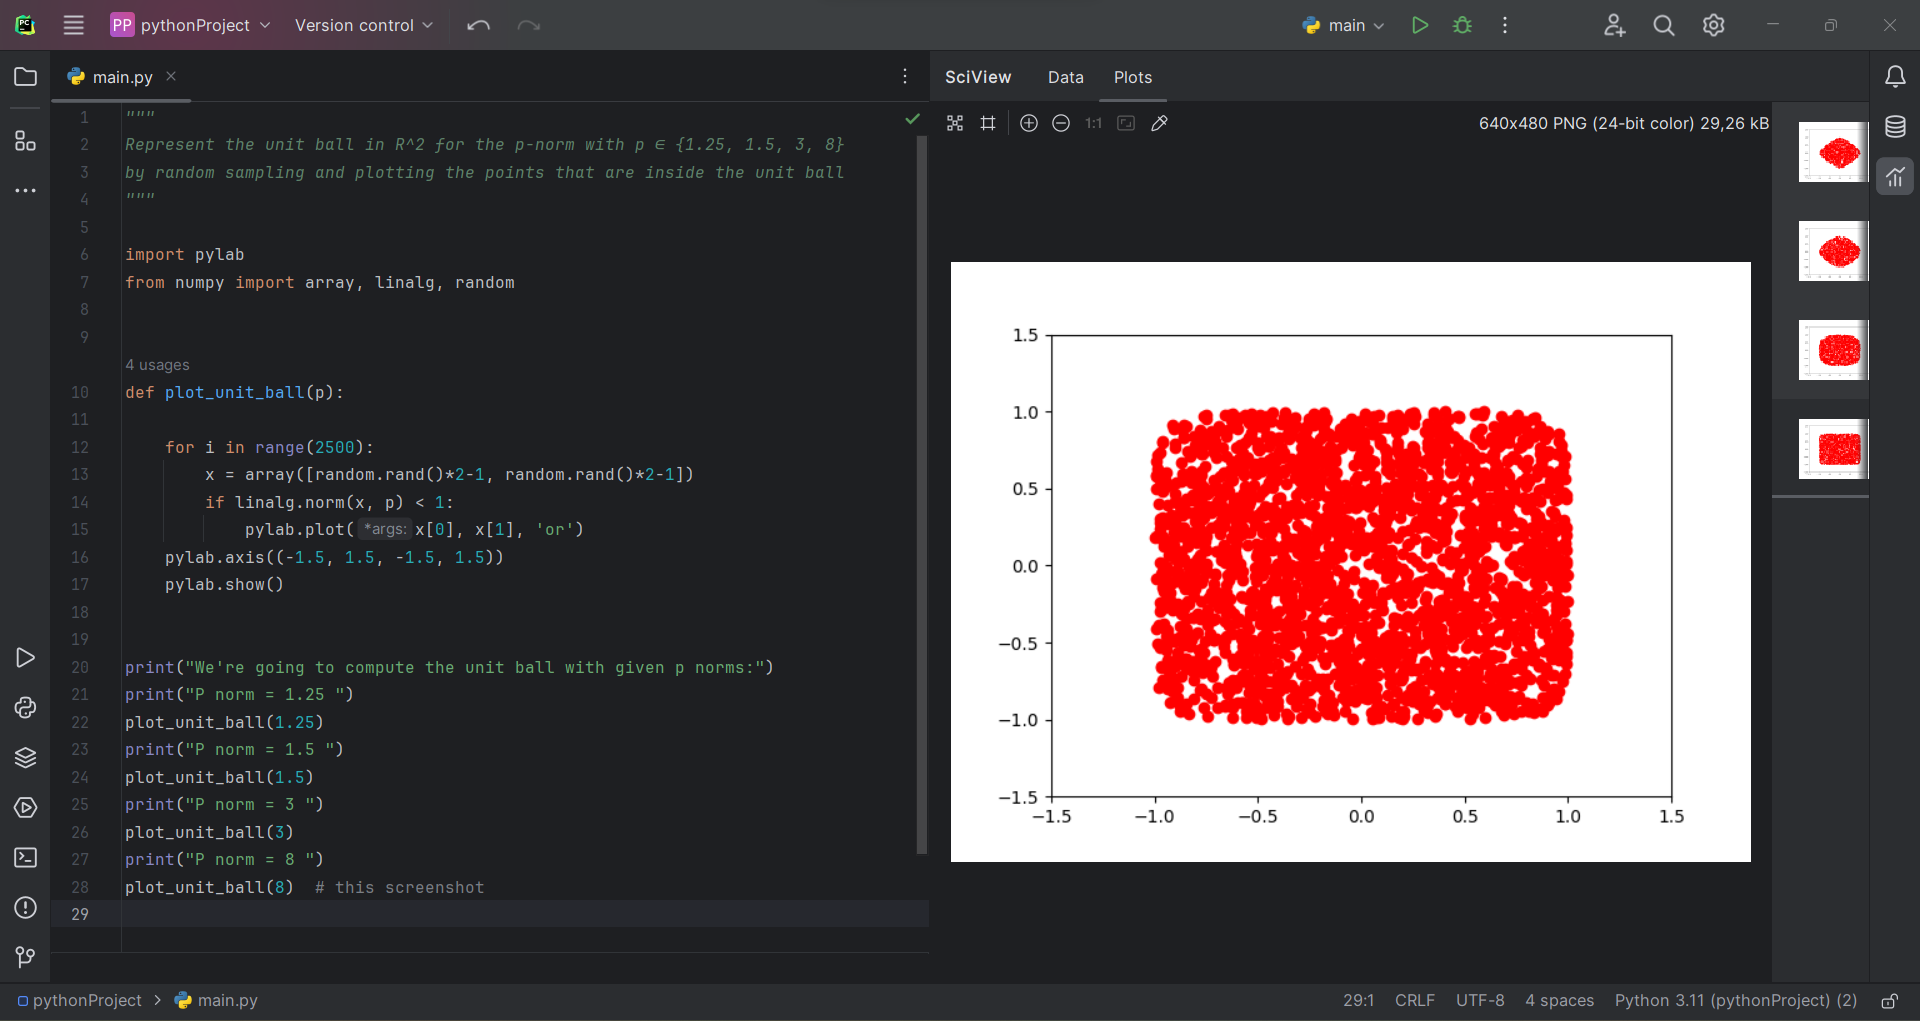 PC
PP pythonProject Version control main
main.py
SciView Data Plots
1:1 640x480 PNG (24-bit color) 29,26 kB
1 """
2 Represent the unit ball in R^2 for the p-norm with p ∈ {1.25, 1.5, 3, 8}
3 by random sampling and plotting the points that are inside the unit ball
4 """
5
6 import pylab
7 from numpy import array, linalg, random
8
9
4 usages
10 def plot_unit_ball(p):
11
12     for i in range(2500):
13         x = array([random.rand()*2-1, random.rand()*2-1])
14         if linalg.norm(x, p) < 1:
15             pylab.plot( *args: x[0], x[1], 'or')
16     pylab.axis((-1.5, 1.5, -1.5, 1.5))
17     pylab.show()
18
19
20 print("We're going to compute the unit ball with given p norms:")
21 print("P norm = 1.25 ")
22 plot_unit_ball(1.25)
23 print("P norm = 1.5 ")
24 plot_unit_ball(1.5)
25 print("P norm = 3 ")
26 plot_unit_ball(3)
27 print("P norm = 8 ")
28 plot_unit_ball(8)  # this screenshot
29
1.5
1.0
0.5
0.0
−0.5
−1.0
−1.5
−1.5 −1.0 −0.5 0.0 0.5 1.0 1.5
pythonProject > main.py
29:1 CRLF UTF-8 4 spaces Python 3.11 (pythonProject) (2)